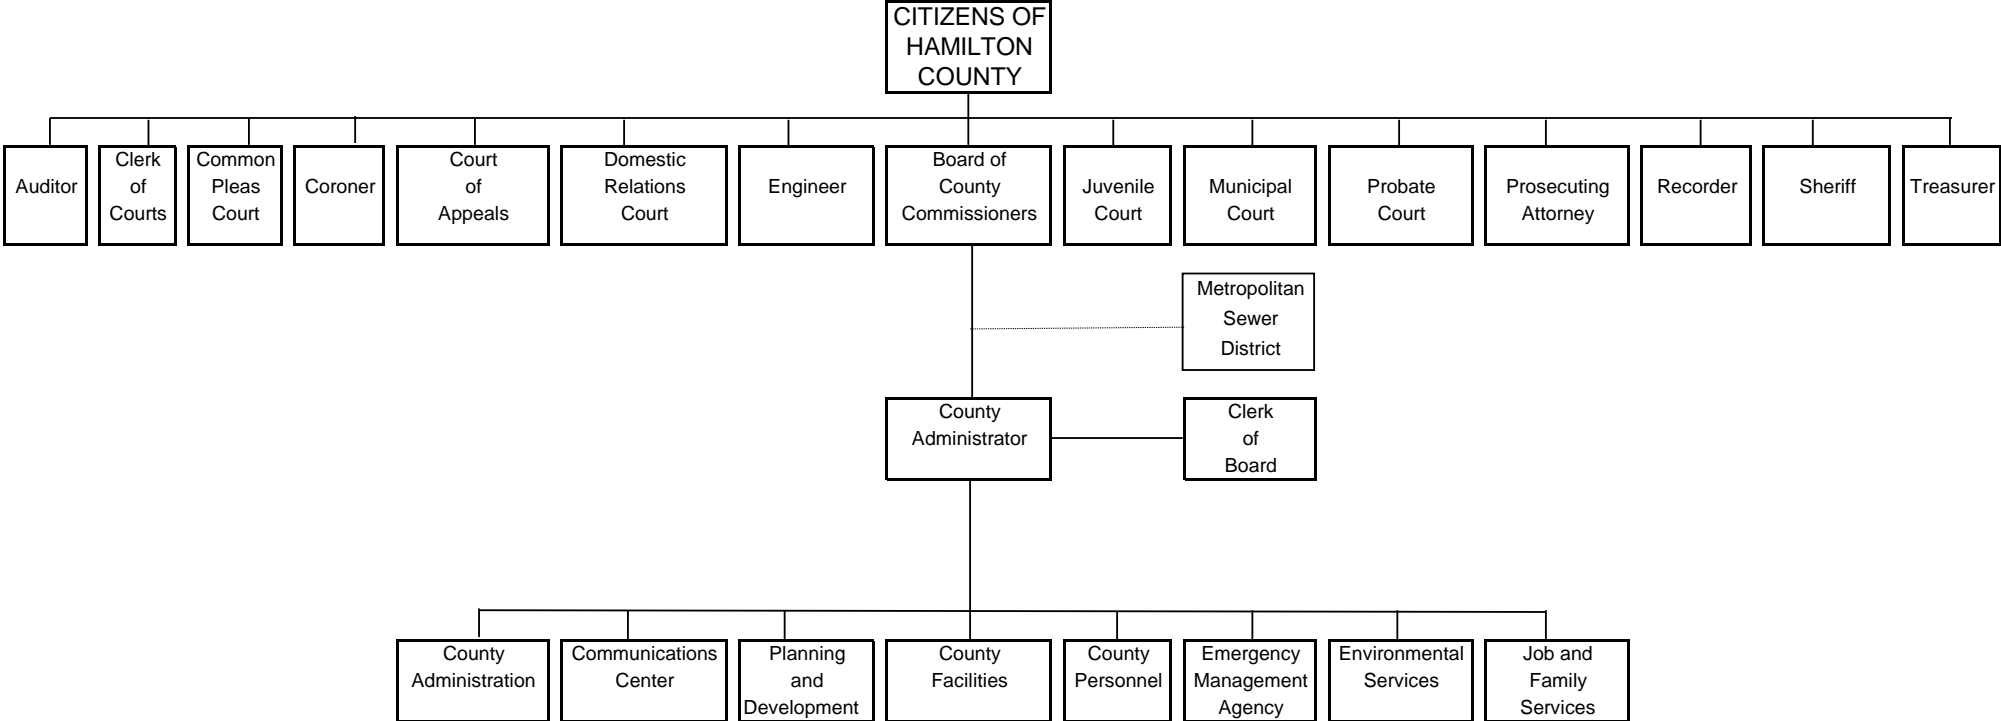 CITIZENS OF
HAMILTON
COUNTY
Auditor
Clerk
of
Courts
Common
Pleas
Court
Coroner
Court
of
Appeals
Domestic
Relations
Court
Engineer
Board of
County
Commissioners
Juvenile
Court
Municipal
Court
Probate
Court
Prosecuting
Attorney
Recorder
Sheriff
Treasurer
Metropolitan
Sewer
District
County
Administrator
Clerk
of
Board
County
Administration
Communications
Center
Planning
and
Development
County
Facilities
County
Personnel
Emergency
Management
Agency
Environmental
Services
Job and
Family
Services